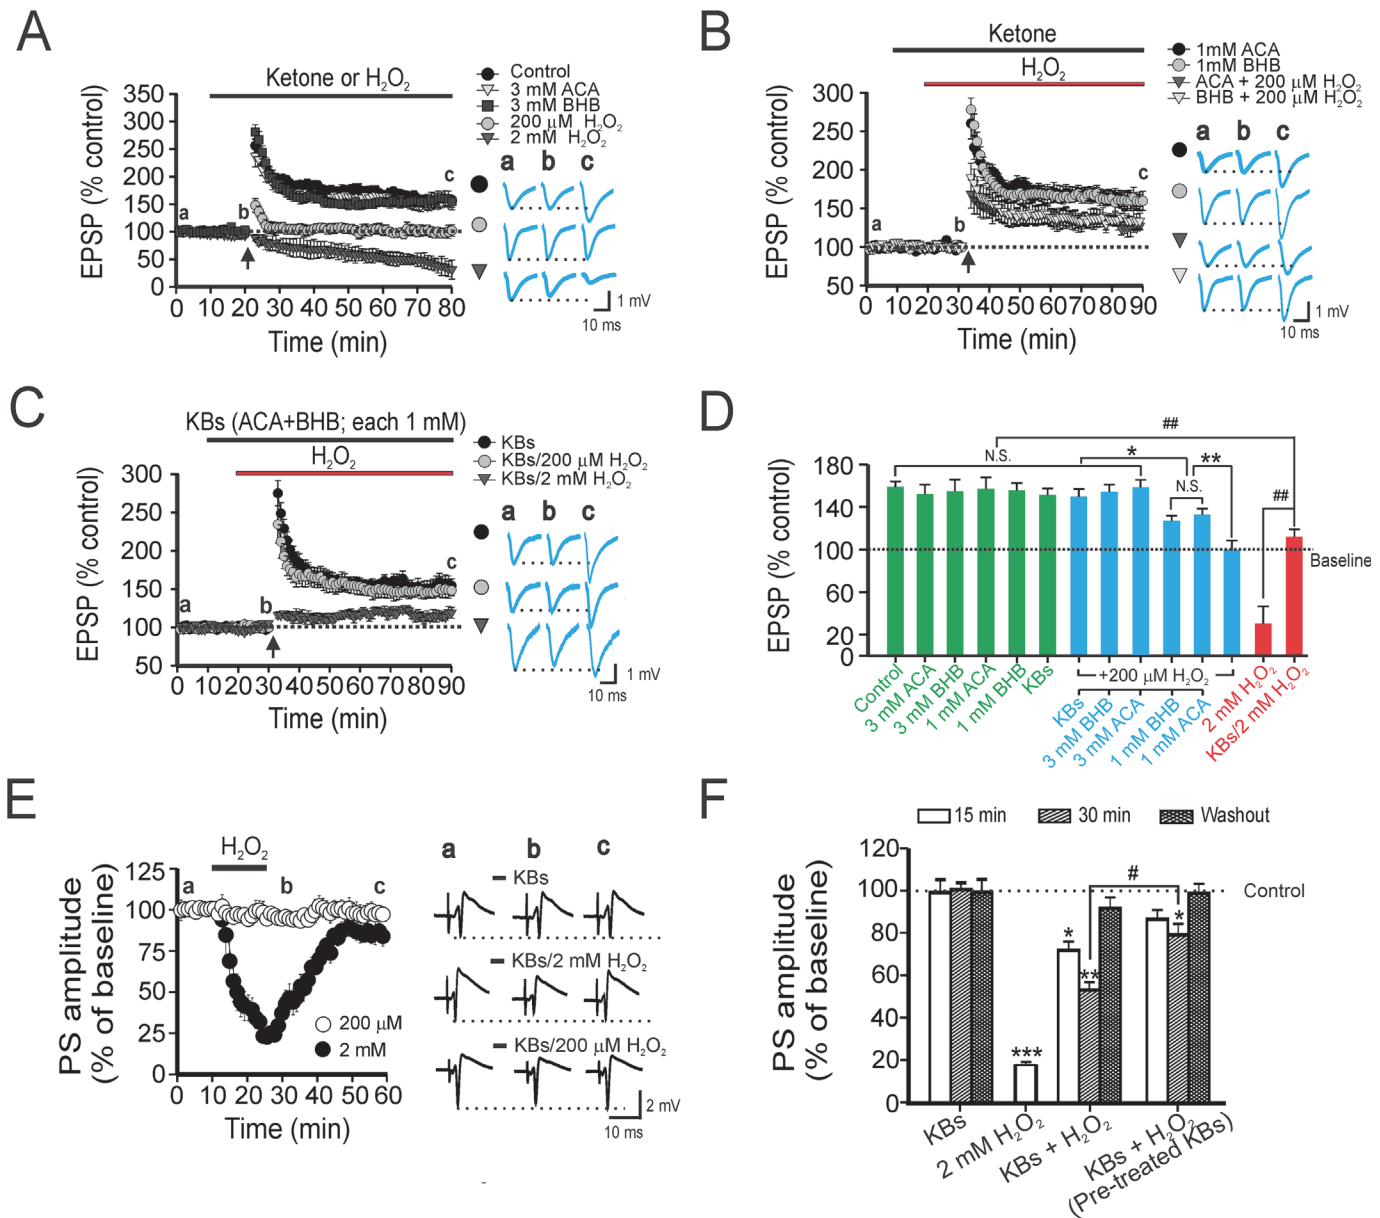 A
Ketone or H₂O₂
Control
3 mM ACA
3 mM BHB
200 μM H₂O₂
2 mM H₂O₂
EPSP (% control)
350
300
250
200
150
100
50
0
a
b
c
0 10 20 30 40 50 60 70 80
Time (min)
a b c
1 mV
10 ms
B
Ketone
H₂O₂
1mM ACA
1mM BHB
ACA + 200 μM H₂O₂
BHB + 200 μM H₂O₂
EPSP (% control)
300
250
200
150
100
50
a
b
c
0 10 20 30 40 50 60 70 80 90
Time (min)
a b c
1 mV
10 ms
C
KBs (ACA+BHB; each 1 mM)
H₂O₂
KBs
KBs/200 μM H₂O₂
KBs/2 mM H₂O₂
EPSP (% control)
300
250
200
150
100
50
a
b
c
0 10 20 30 40 50 60 70 80 90
Time (min)
a b c
1 mV
10 ms
D
##
N.S.
*
**
N.S.
##
EPSP (% control)
180
140
100
60
20
0
Baseline
+200 μM H₂O₂
Control
3 mM ACA
3 mM BHB
1 mM ACA
1 mM BHB
KBs
KBs
3 mM BHB
3 mM ACA
1 mM BHB
1 mM ACA
2 mM H₂O₂
KBs/2 mM H₂O₂
E
H₂O₂
PS amplitude
(% of baseline)
125
100
75
50
25
0
a
b
c
200 μM
2 mM
0 10 20 30 40 50 60
Time (min)
a b c
KBs
KBs/2 mM H₂O₂
KBs/200 μM H₂O₂
2 mV
10 ms
F
15 min
30 min
Washout
PS amplitude
(% of baseline)
120
100
80
60
40
20
0
Control
#
*
*
**
***
KBs
2 mM H₂O₂
KBs + H₂O₂
KBs + H₂O₂
(Pre-treated KBs)